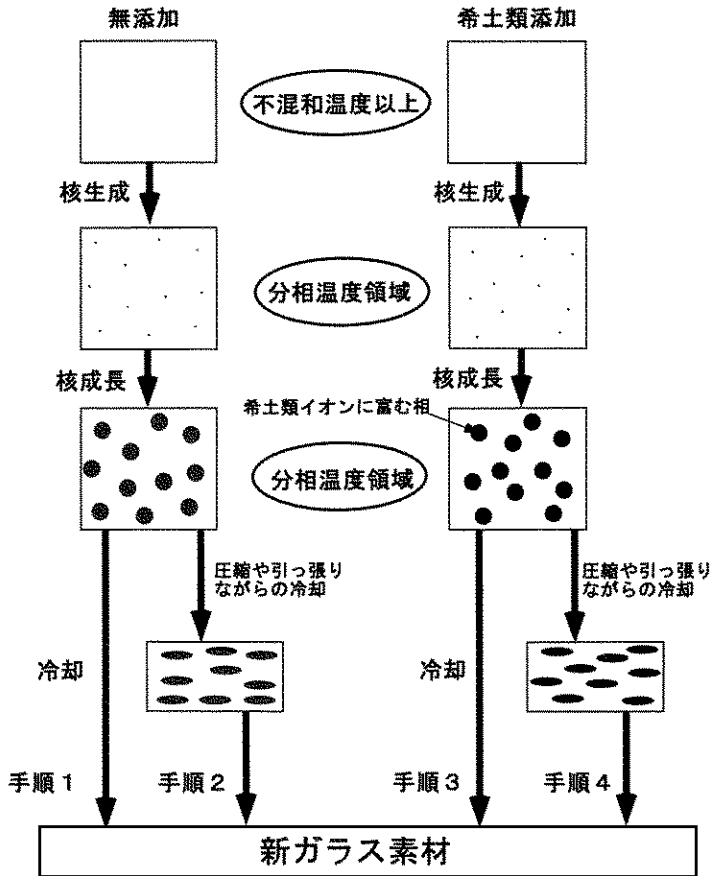 無添加
希土類添加
不混和温度以上
核生成
核生成
分相温度領域
核成長
核成長
希土類イオンに富む相
分相温度領域
圧縮や引っ張り
ながらの冷却
圧縮や引っ張り
ながらの冷却
冷却
冷却
手順1
手順2
手順3
手順4
新ガラス素材